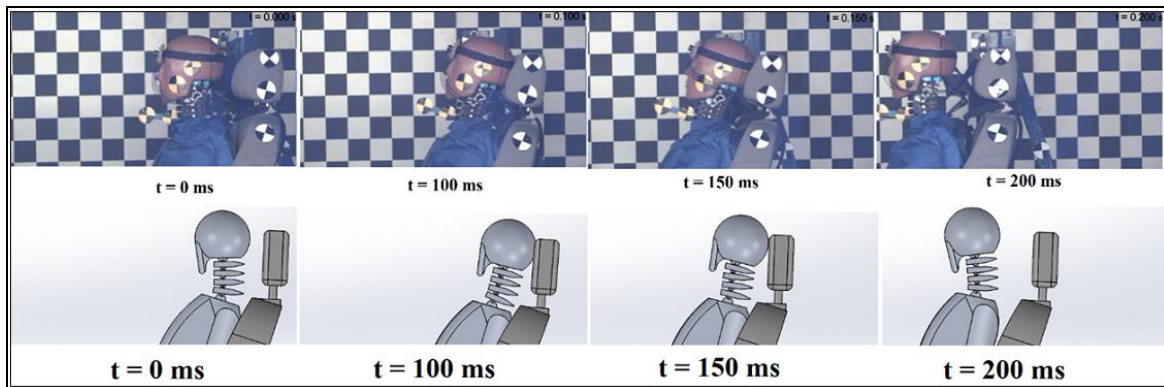 t = 0.000 s
t = 0.100 s
t = 0.150 s
t = 0.200 s
t = 0 ms
t = 100 ms
t = 150 ms
t = 200 ms
t = 0 ms
t = 100 ms
t = 150 ms
t = 200 ms